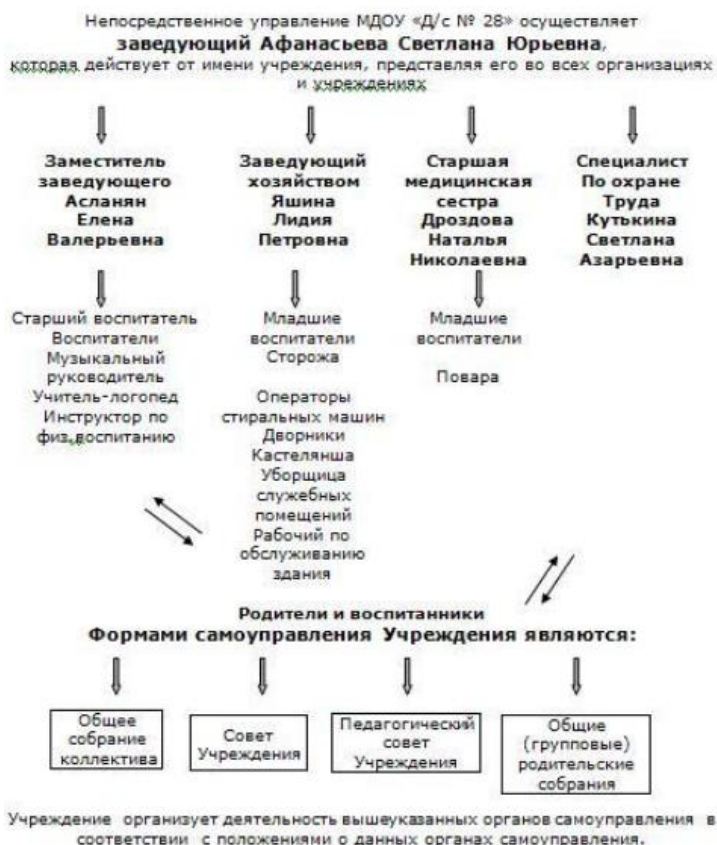 Непосредственное управление МДОУ «Д/с № 28» осуществляет
заведующий Афанасьева Светлана Юрьевна,
которая действует от имени учреждения, представляя его во всех организациях
и учреждениях
Заместитель
заведующего
Асланян
Елена
Валерьевна
Заведующий
хозяйством
Яшина
Лидия
Петровна
Старшая
медицинская
сестра
Дроздова
Наталья
Николаевна
Специалист
По охране
Труда
Кутькина
Светлана
Азарьевна
Старший воспитатель
Воспитатели
Музыкальный
руководитель
Учитель-логопед
Инструктор по
физ.воспитанию
Младшие
воспитатели
Сторожа
Операторы
стиральных машин
Дворники
Кастелянша
Уборщица
служебных
помещений
Рабочий по
обслуживанию
здания
Младшие
воспитатели
Повара
Родители и воспитанники
Формами самоуправления Учреждения являются:
Общее
собрание
коллектива
Совет
Учреждения
Педагогический
совет
Учреждения
Общие
(групповые)
родительские
собрания
Учреждение организует деятельность вышеуказанных органов самоуправления в
соответствии с положениями о данных органах самоуправления.